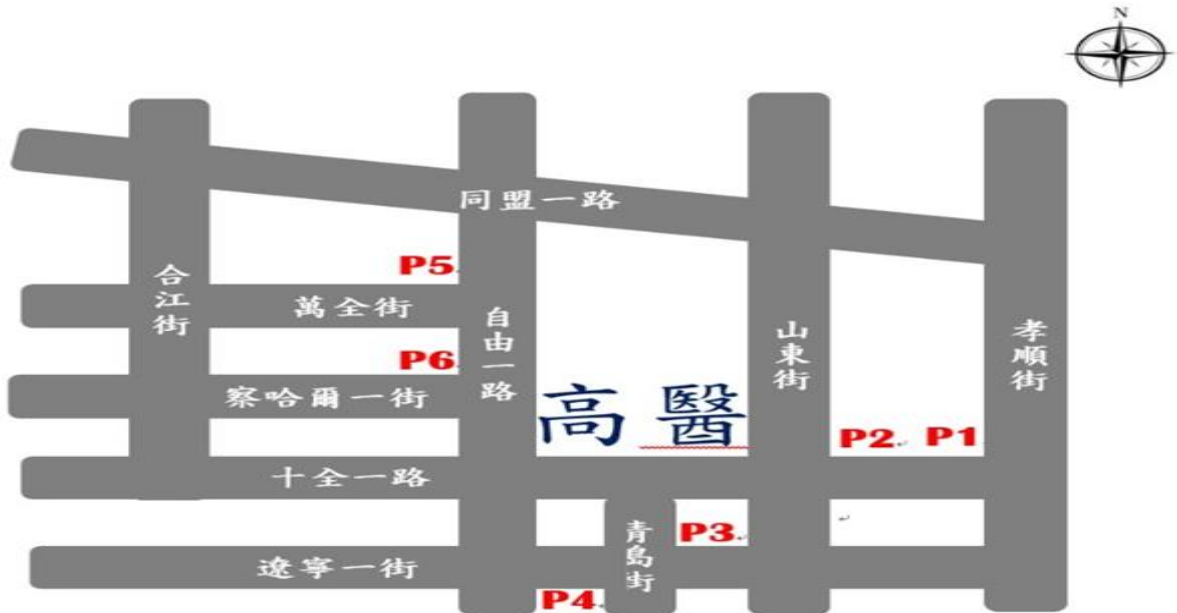 N
同盟一路
合江街
P5
萬全街
自由一路
山東街
孝順街
P6
察哈爾一街
高醫
P2 P1
十全一路
青島街
P3
遼寧一街
P4